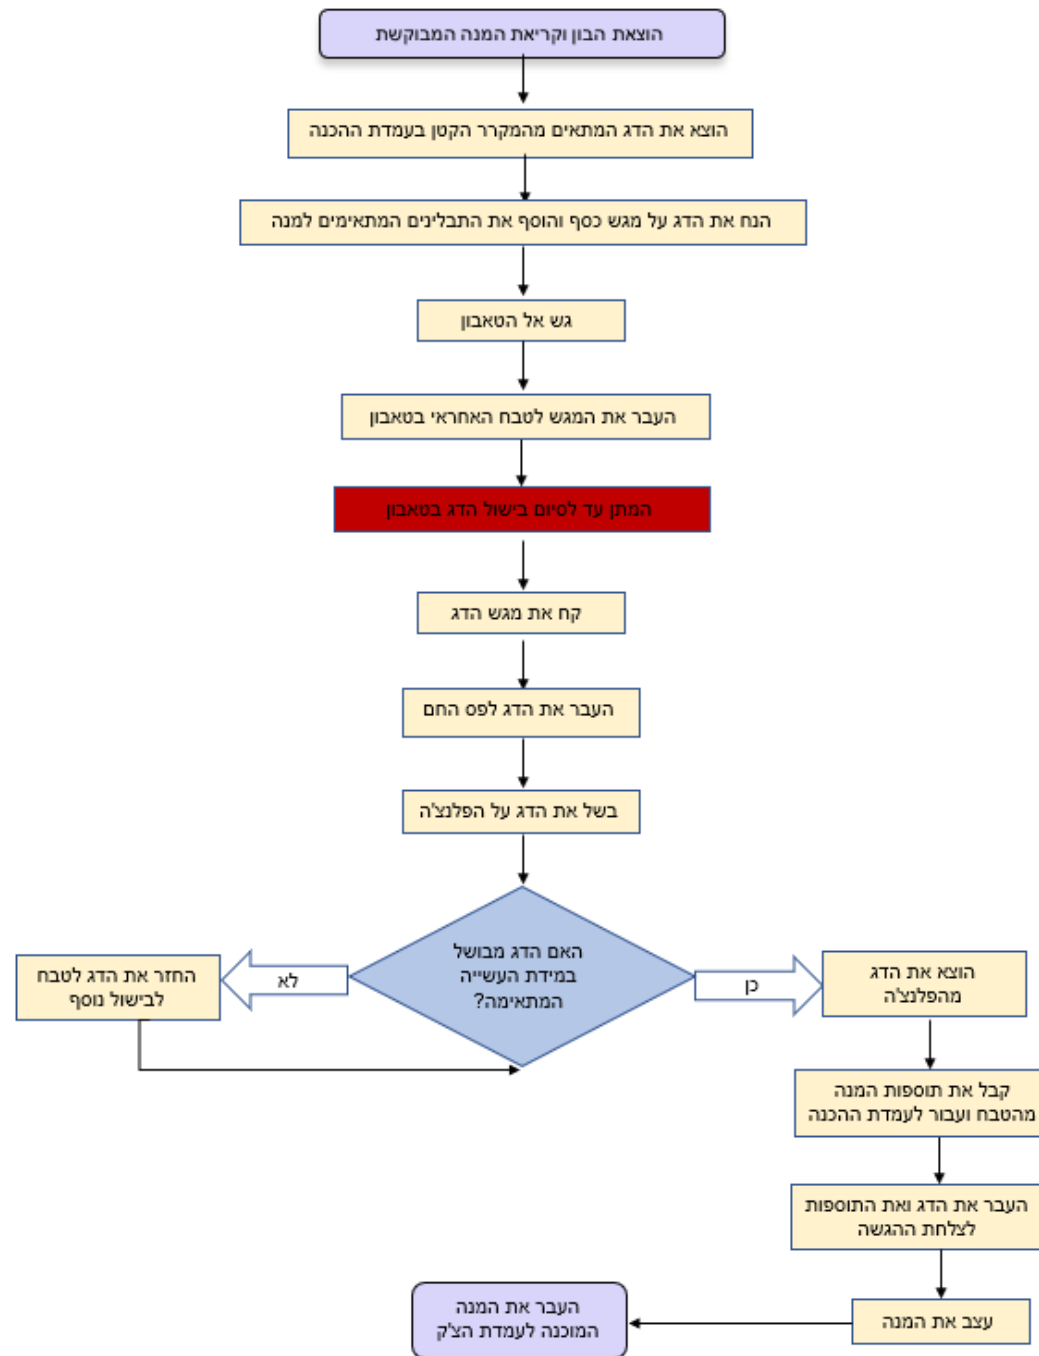 הוצאת הבון וקריאת המנה המבוקשת
הוצא את הדג המתאים מהמקרר הקטן בעמדת ההכנה
הנח את הדג על מגש כסף והוסף את התבלינים המתאימים למנה
גש אל הטאבון
העבר את המגש לטבח האחראי בטאבון
המתן עד לסיום בישול הדג בטאבון
קח את מגש הדג
העבר את הדג לפס החם
בשל את הדג על הפלנצ'ה
האם הדג מבושל
במידת העשייה
המתאימה?
כן
לא
הוצא את הדג
מהפלנצ'ה
החזר את הדג לטבח
לבישול נוסף
קבל את תוספות המנה
מהטבח ועבור לעמדת ההכנה
העבר את הדג ואת התוספות
לצלחת ההגשה
עצב את המנה
העבר את המנה
המוכנה לעמדת הצ'ק